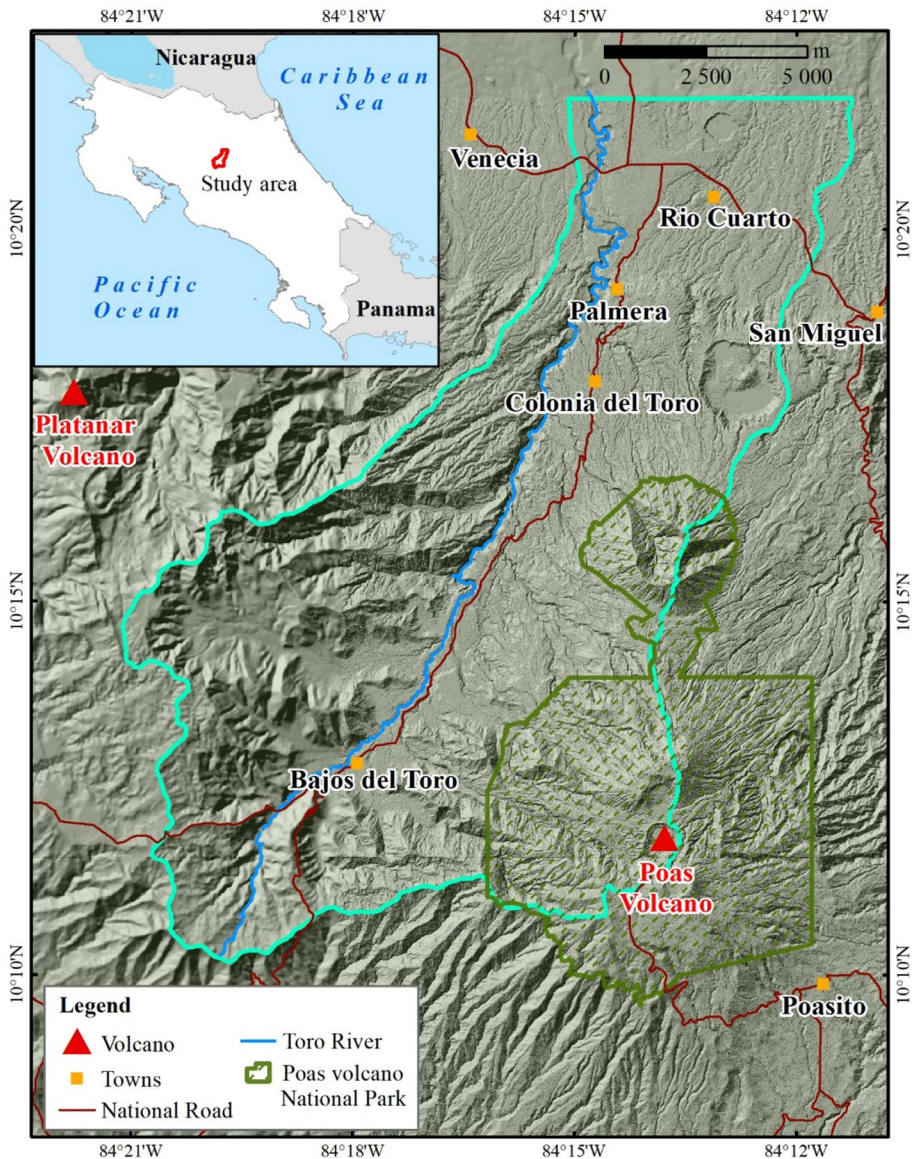 84°21'W 84°18'W 84°15'W 84°12'W
Nicaragua
Caribbean
Sea
Study area
Pacific
Ocean
Panama
m
0 2 500 5 000
Venecia
Rio Cuarto
10°20'N 10°20'N
Palmera
San Miguel
Colonia del Toro
Platanar
Volcano
10°15'N 10°15'N
Bajos del Toro
Poas
Volcano
10°10'N 10°10'N
Poasito
Legend
Volcano
Towns
National Road
Toro River
Poas volcano
National Park
84°21'W 84°18'W 84°15'W 84°12'W